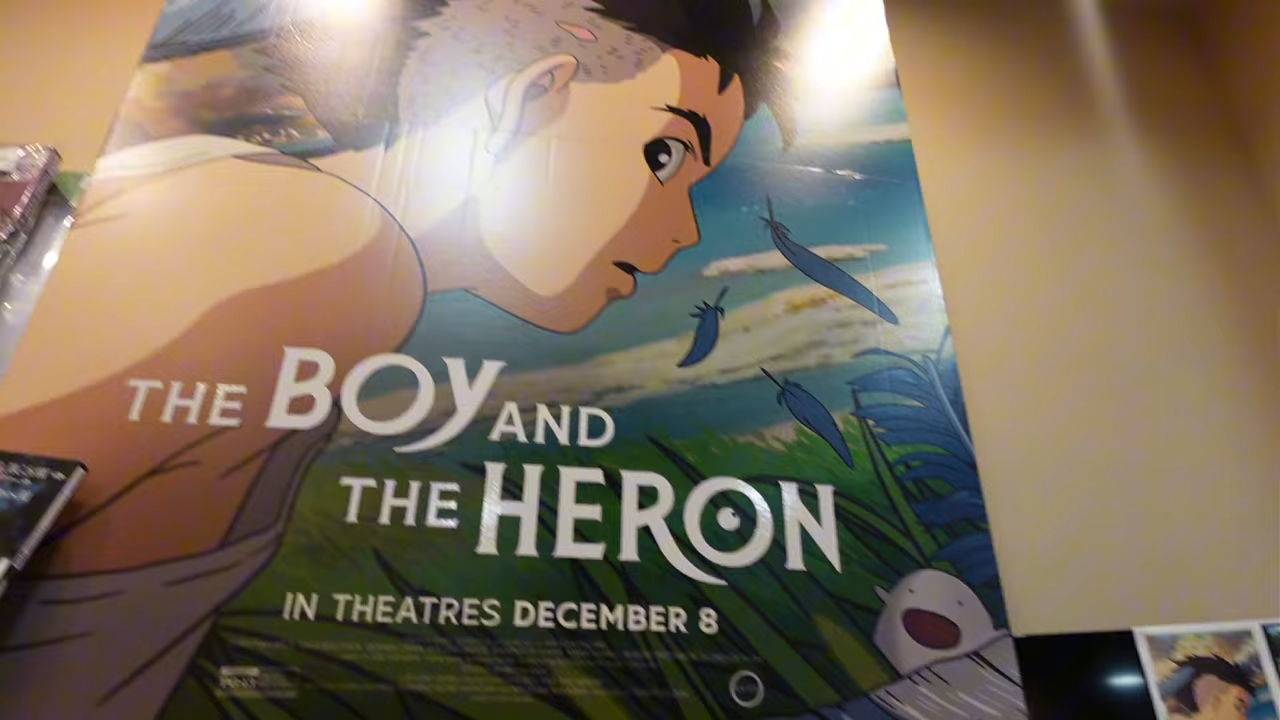 THE BOY AND
THE HERON
IN THEATRES DECEMBER 8